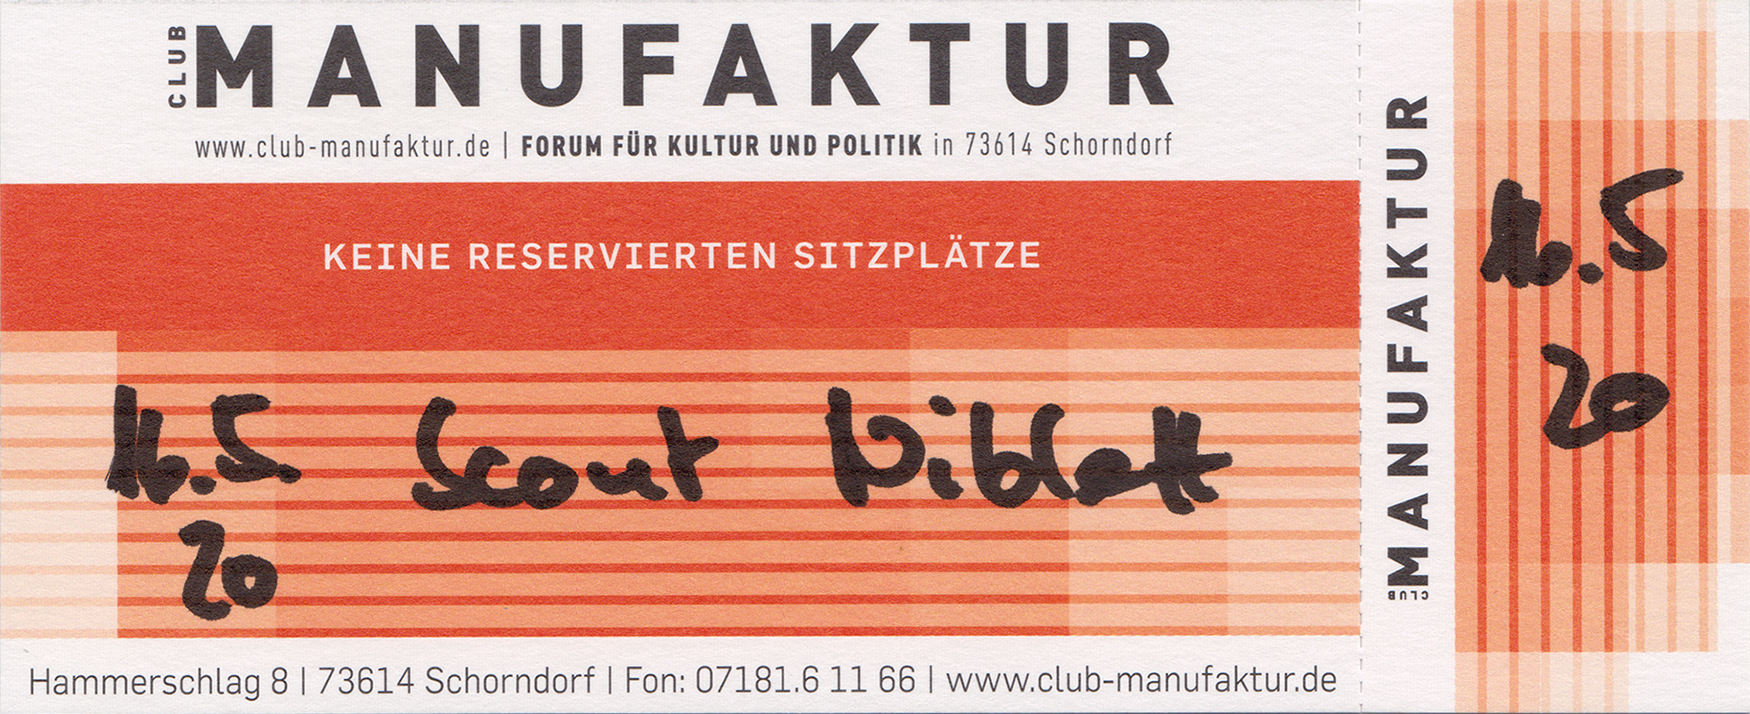 CLUB MANUFAKTUR
www.club-manufaktur.de | FORUM FÜR KULTUR UND POLITIK in 73614 Schorndorf
KEINE RESERVIERTEN SITZPLÄTZE
16.5 Scout Niblett
20
Hammerschlag 8 | 73614 Schorndorf | Fon: 07181.6 11 66 | www.club-manufaktur.de
CLUB MANUFAKTUR
16.5
20